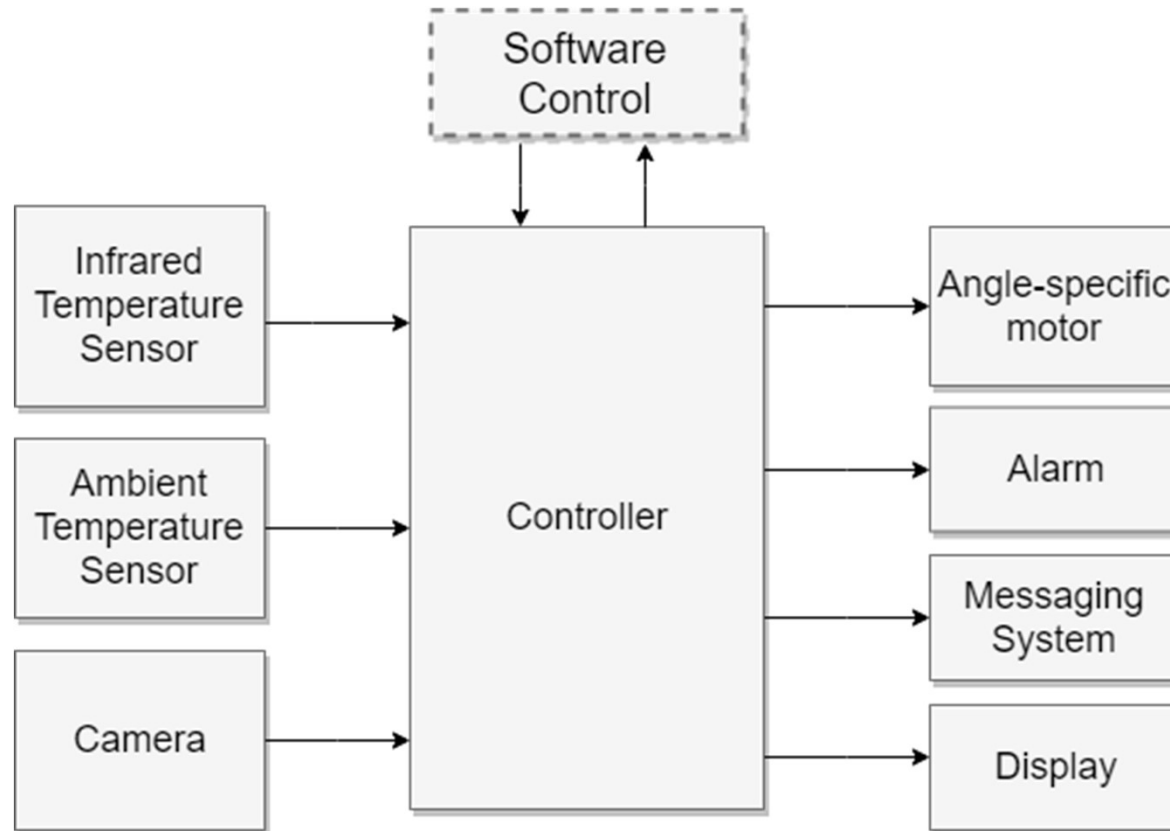 Software
Control
Infrared
Temperature
Sensor
Ambient
Temperature
Sensor
Camera
Controller
Angle-specific
motor
Alarm
Messaging
System
Display